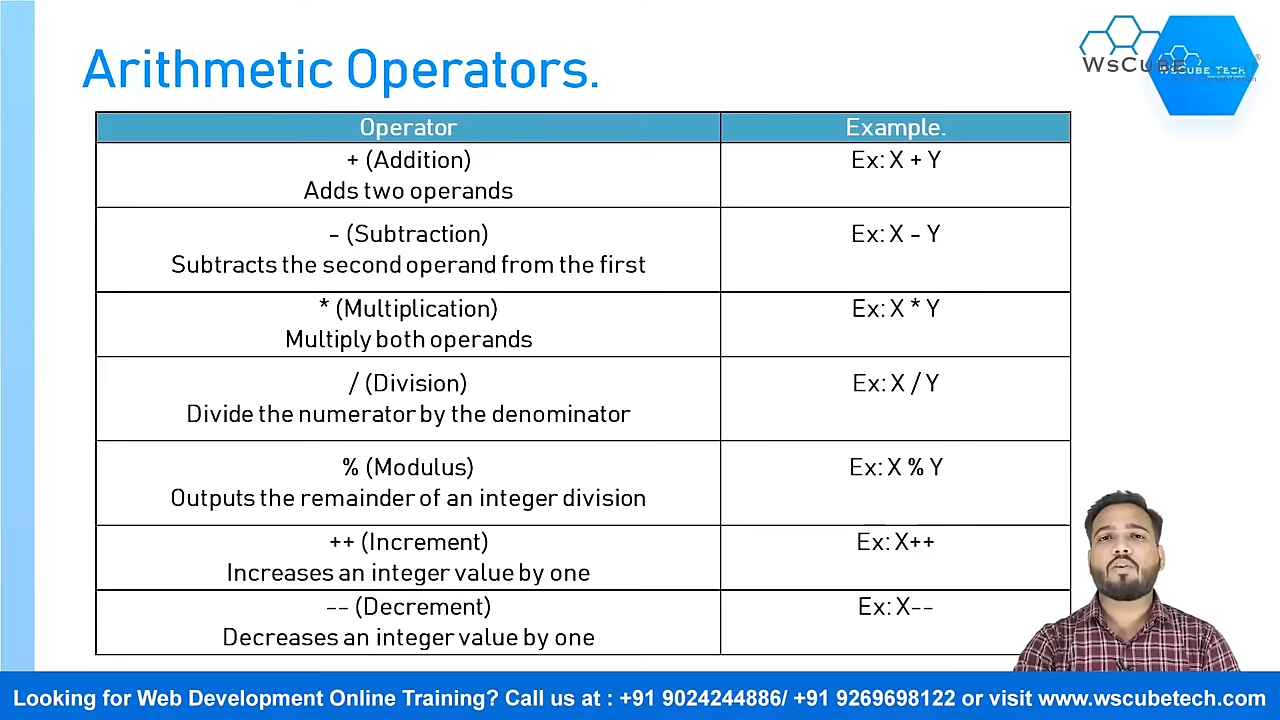 Arithmetic Operators.
WsCube
WSCUBE TECH
Operator
Example.
+ (Addition)
Adds two operands
Ex: X + Y
- (Subtraction)
Subtracts the second operand from the first
Ex: X - Y
* (Multiplication)
Multiply both operands
Ex: X * Y
/ (Division)
Divide the numerator by the denominator
Ex: X / Y
% (Modulus)
Outputs the remainder of an integer division
Ex: X % Y
++ (Increment)
Increases an integer value by one
Ex: X++
-- (Decrement)
Decreases an integer value by one
Ex: X--
Looking for Web Development Online Training? Call us at : +91 9024244886/ +91 9269698122 or visit www.wscubetech.com